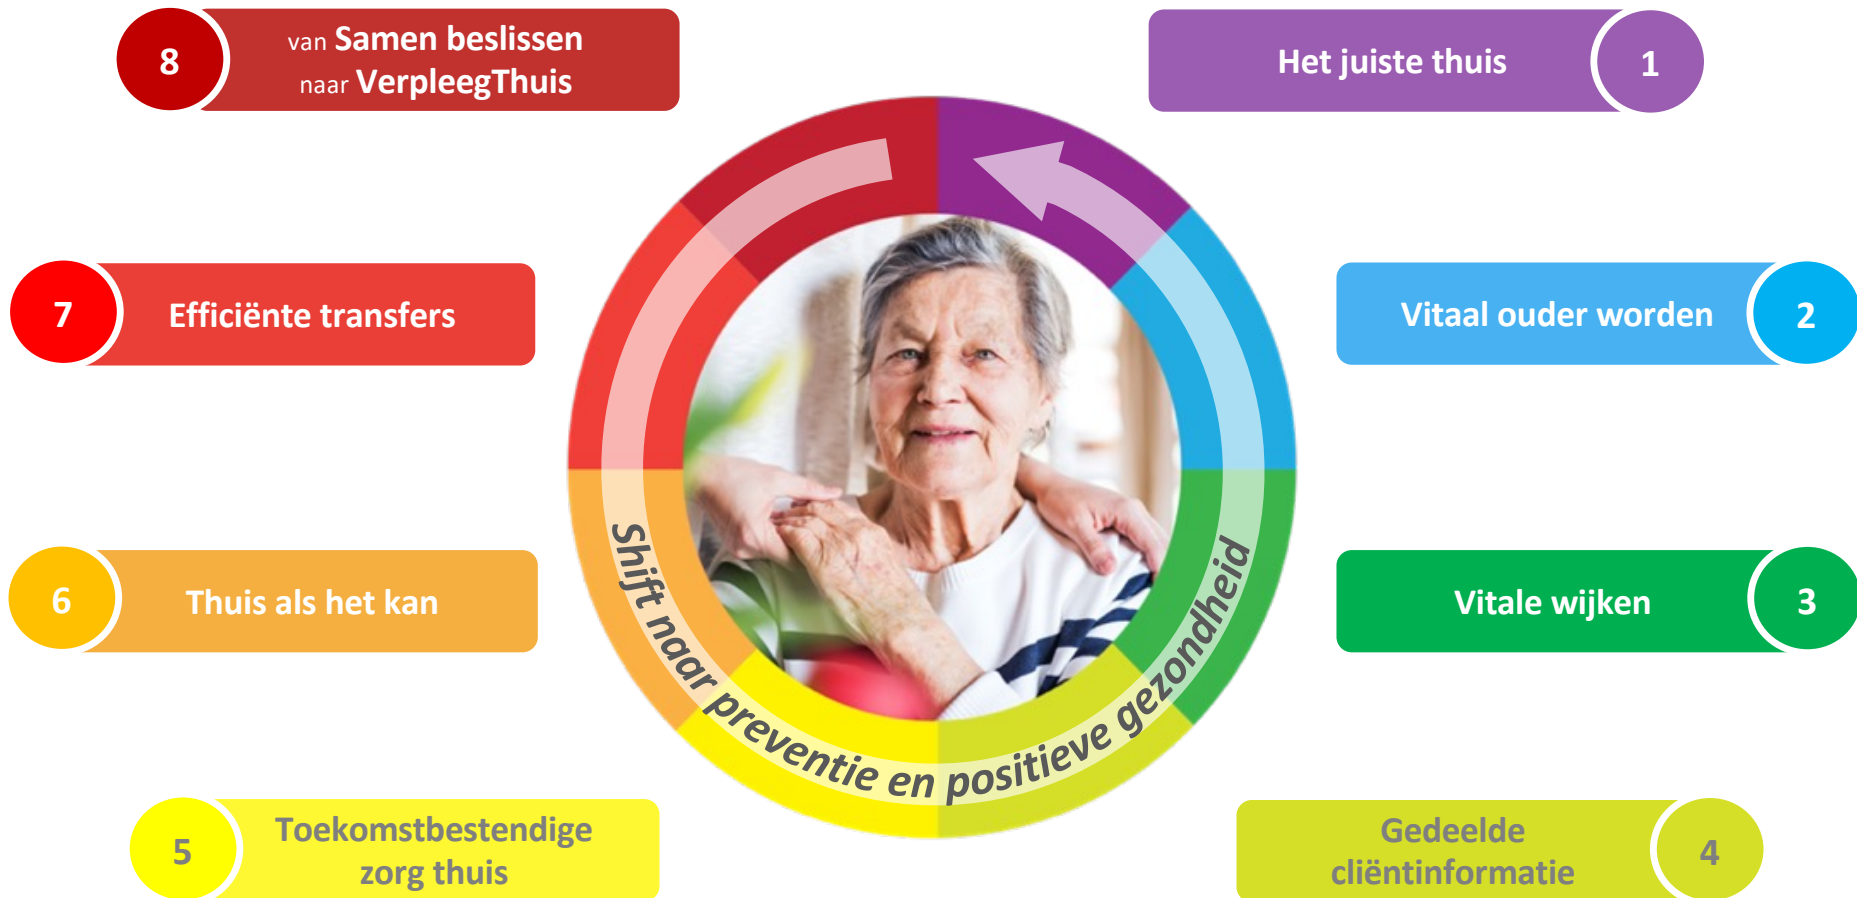 Het juiste thuis
1
Vitaal ouder worden
2
Vitale wijken
3
Gedeelde
cliëntinformatie
4
5
Toekomstbestendige
zorg thuis
6
Thuis als het kan
7
Efficiënte transfers
8
van Samen beslissen
naar VerpleegThuis
Shift naar preventie en positieve gezondheid